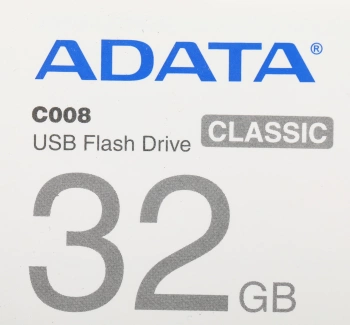 ADATA®
C008
USB Flash Drive CLASSIC
32 GB